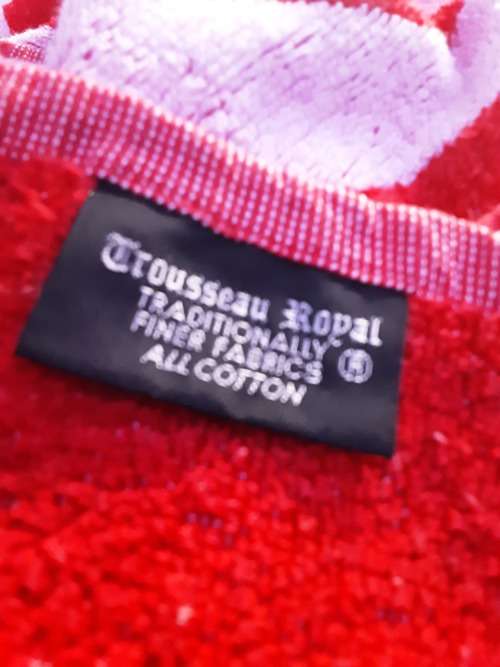 Trousseau Royal
TRADITIONALLY
FINER FABRICS ®
ALL COTTON